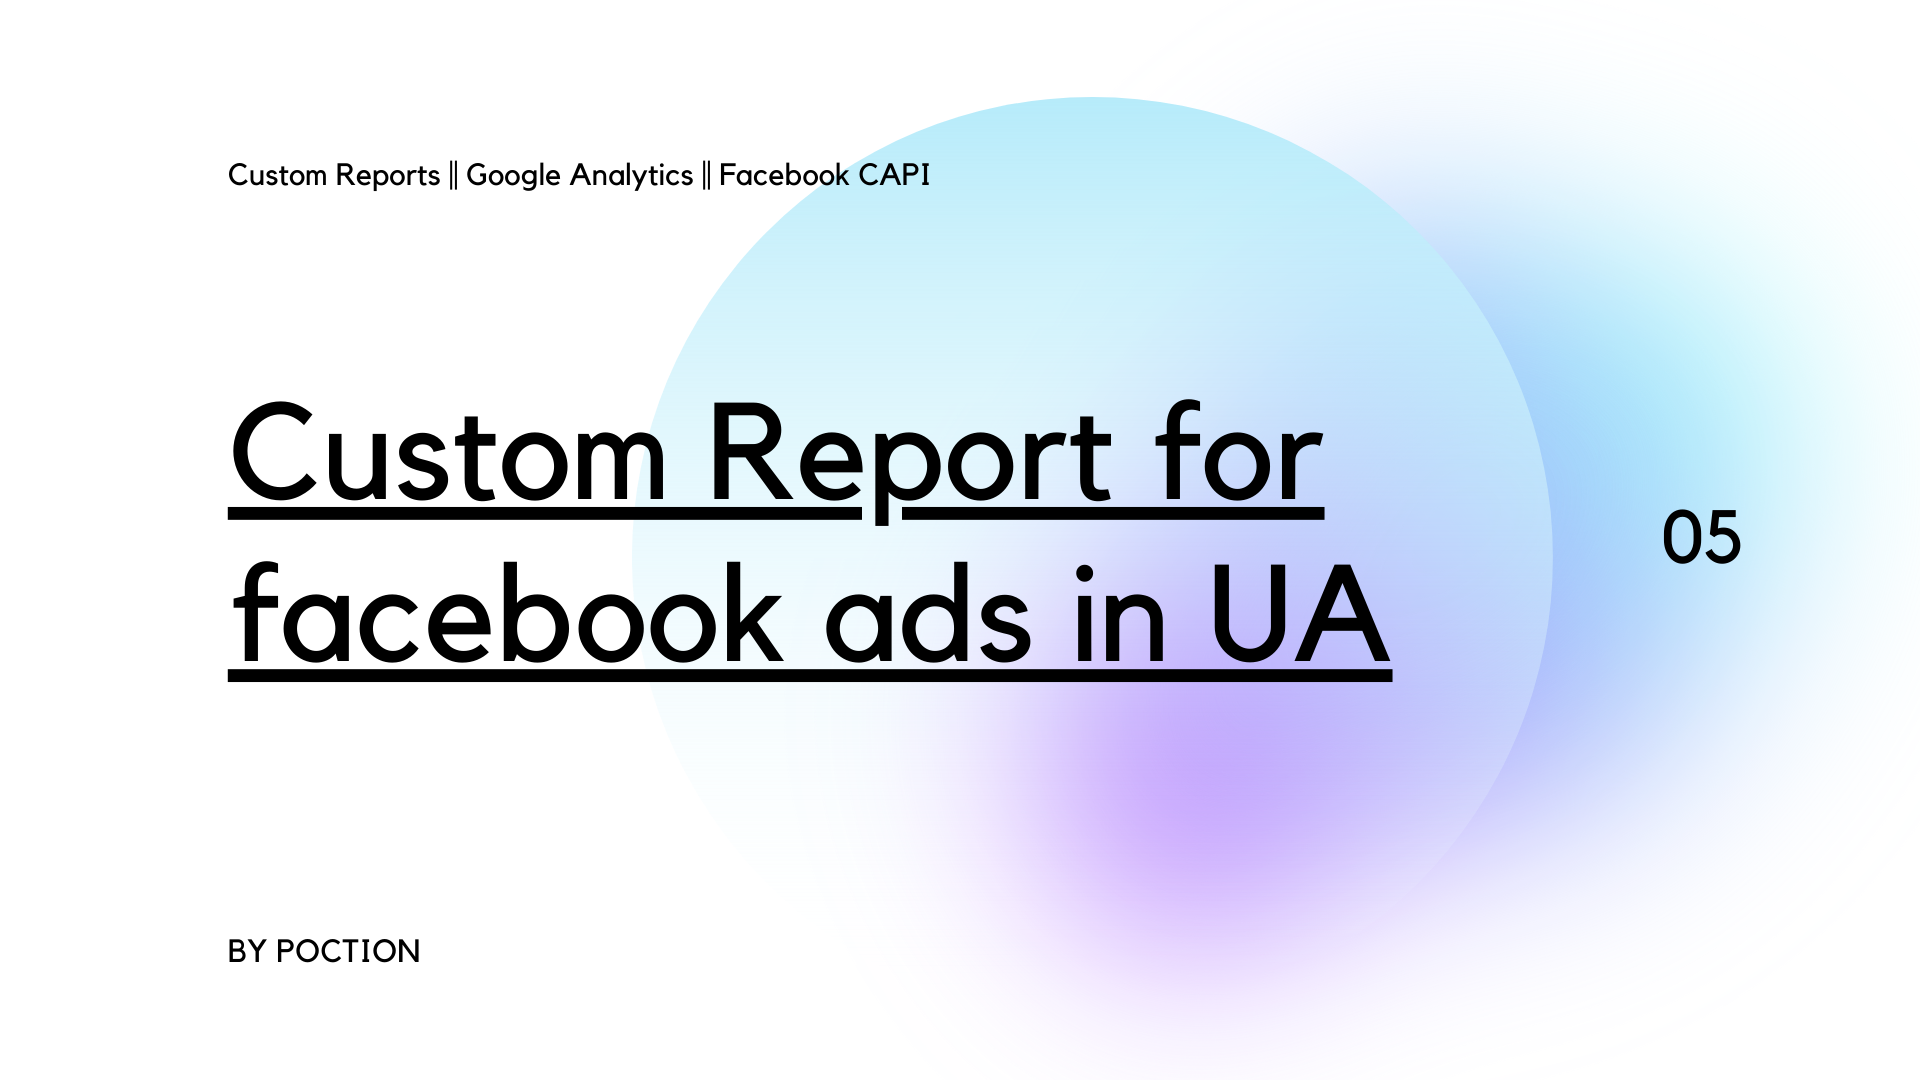 Custom Reports || Google Analytics || Facebook CAPI
Custom Report for
facebook ads in UA
05
BY POCTION